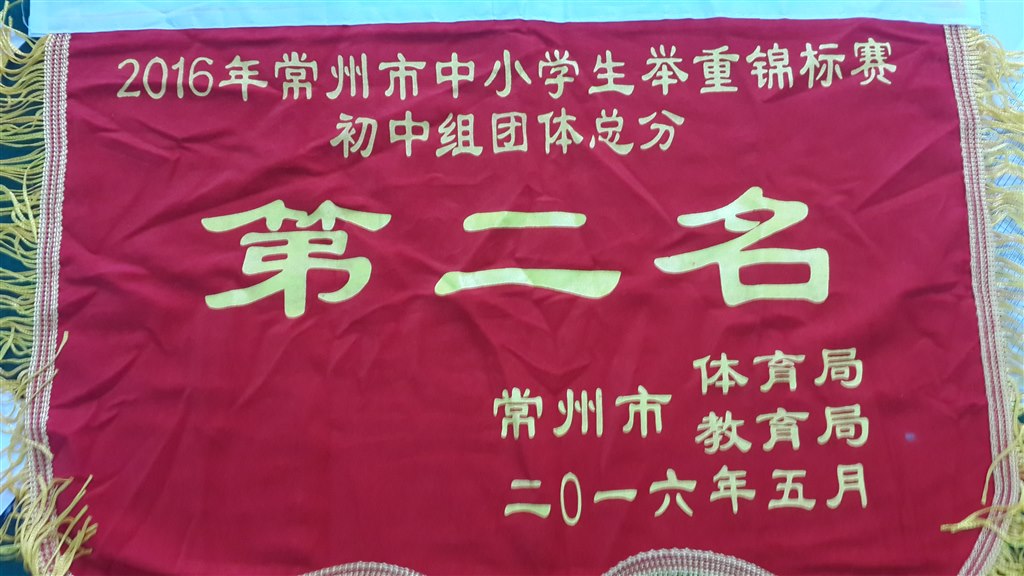 2016年常州市中小学生举重锦标赛
初中组团体总分
第二名
常州市 体育局
教育局
二0一六年五月